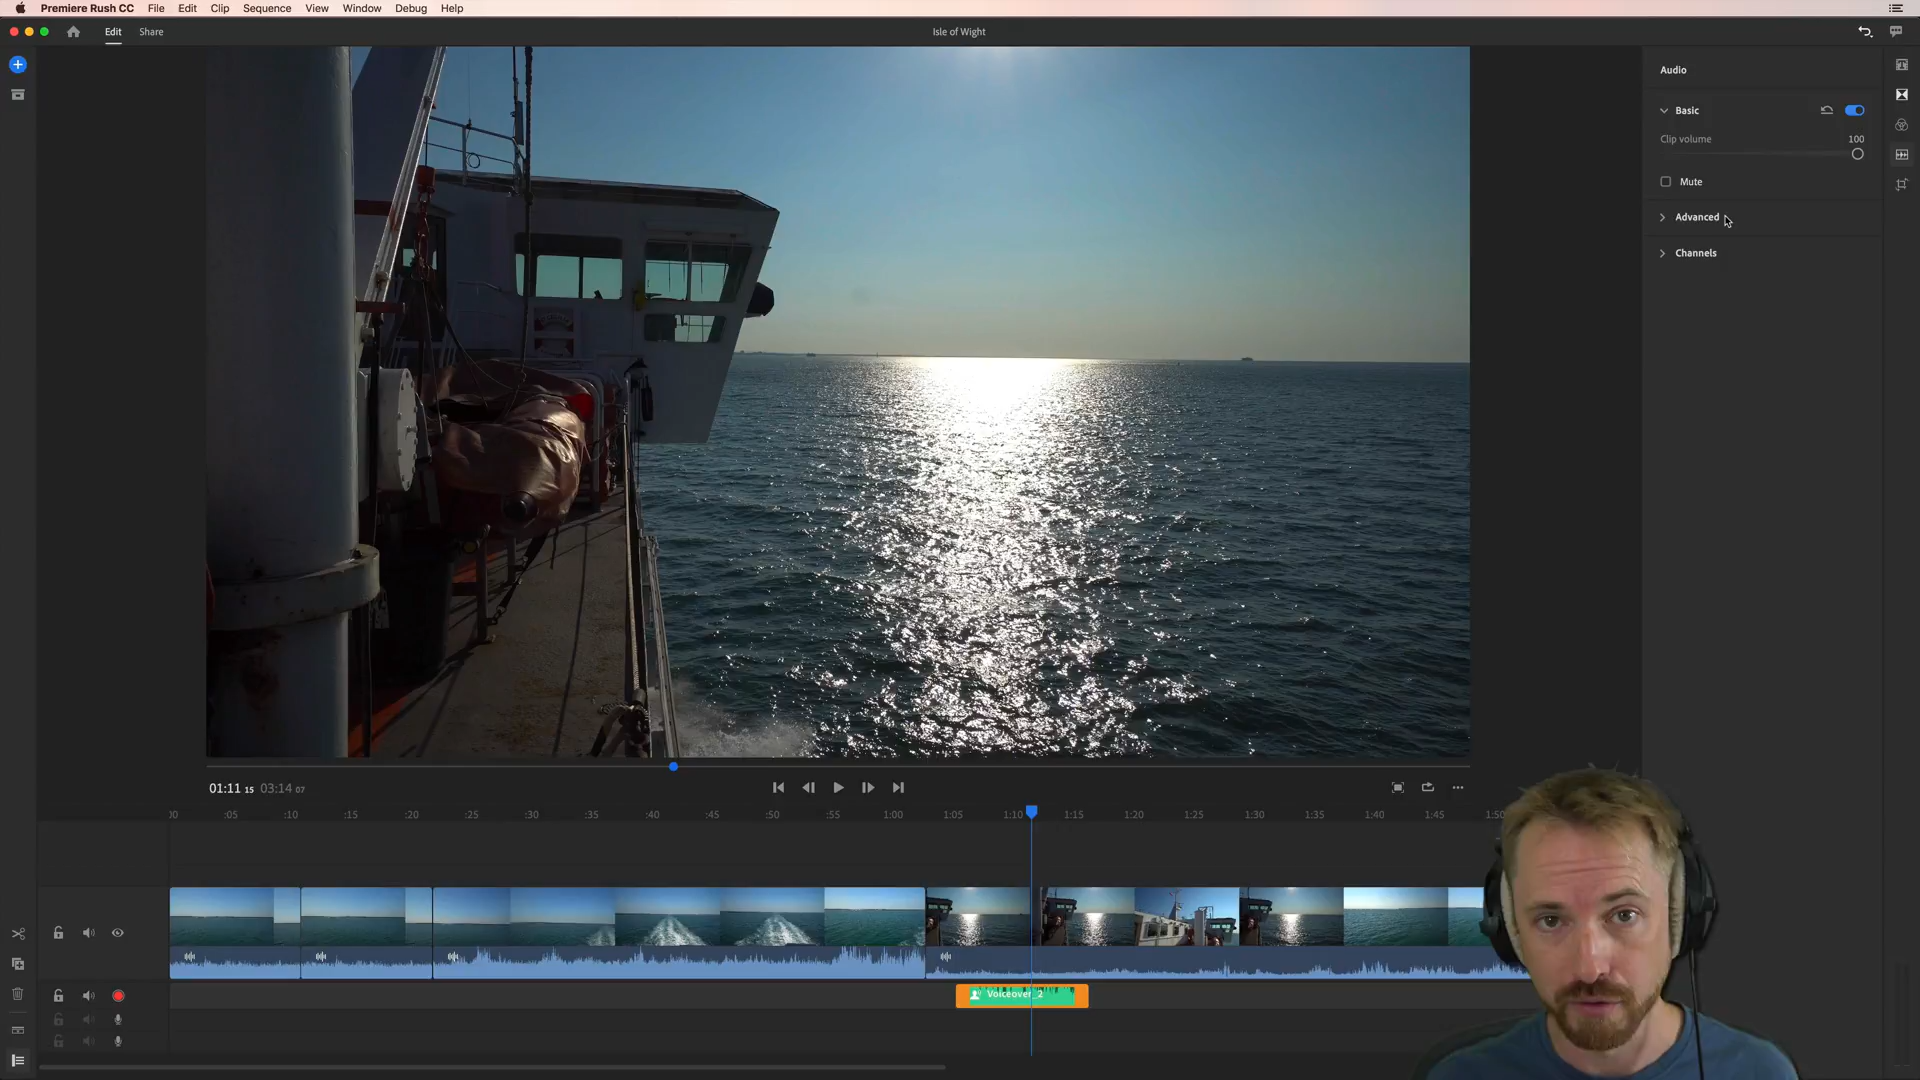 Premiere Rush CC File Edit Clip Sequence View Window Debug Help
Edit Share Isle of Wight
Audio
Basic
Clip volume 100
Mute
Advanced
Channels
01:11 15 03:14 07
:00 :05 :10 :15 :20 :25 :30 :35 :40 :45 :50 :55 1:00 1:05 1:10 1:15 1:20 1:25 1:30 1:35 1:40 1:45 1:50
Voiceover_2